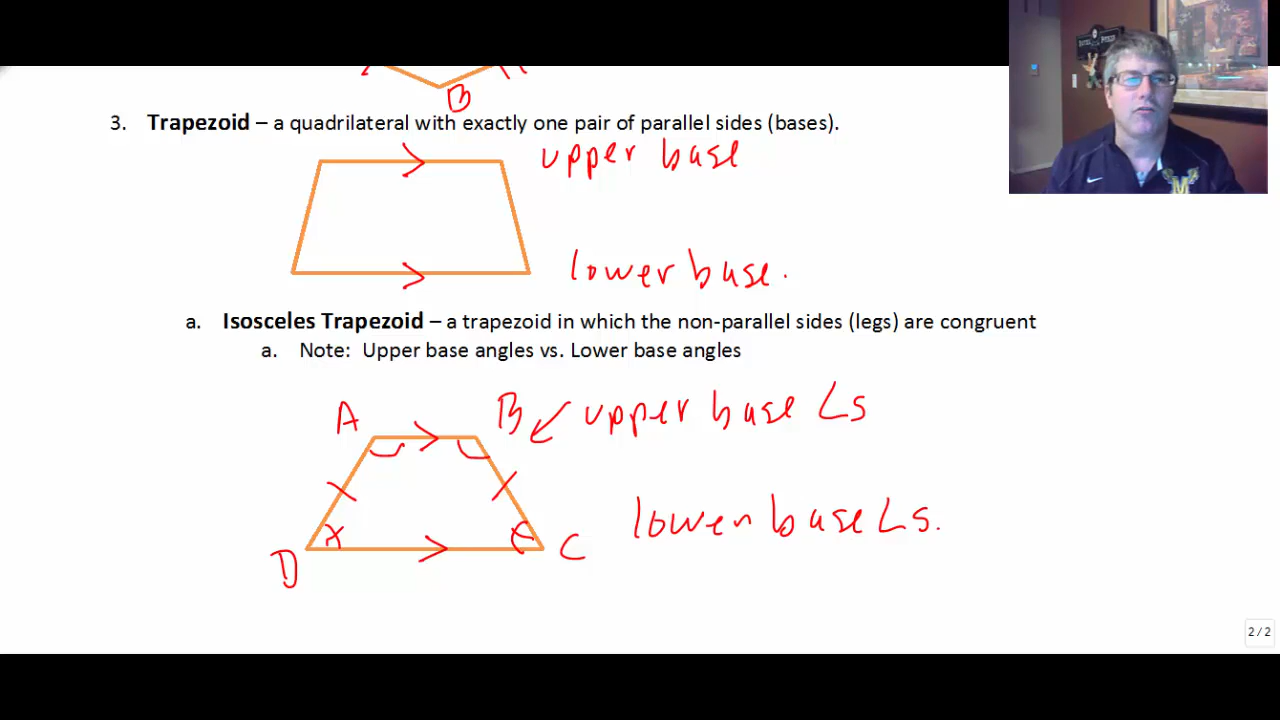 B
3. Trapezoid – a quadrilateral with exactly one pair of parallel sides (bases).
upper base
lower base.
a. Isosceles Trapezoid – a trapezoid in which the non-parallel sides (legs) are congruent
a. Note: Upper base angles vs. Lower base angles
A B upper base ∠s
lower base ∠s.
D C
2 / 2
M